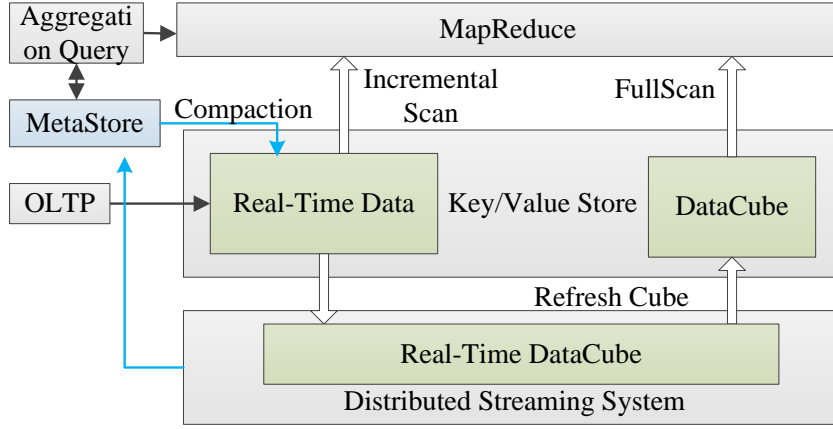 Aggregati
on Query
MapReduce
Incremental
Scan
FullScan
MetaStore
Compaction
OLTP
Real-Time Data
Key/Value Store
DataCube
Refresh Cube
Real-Time DataCube
Distributed Streaming System